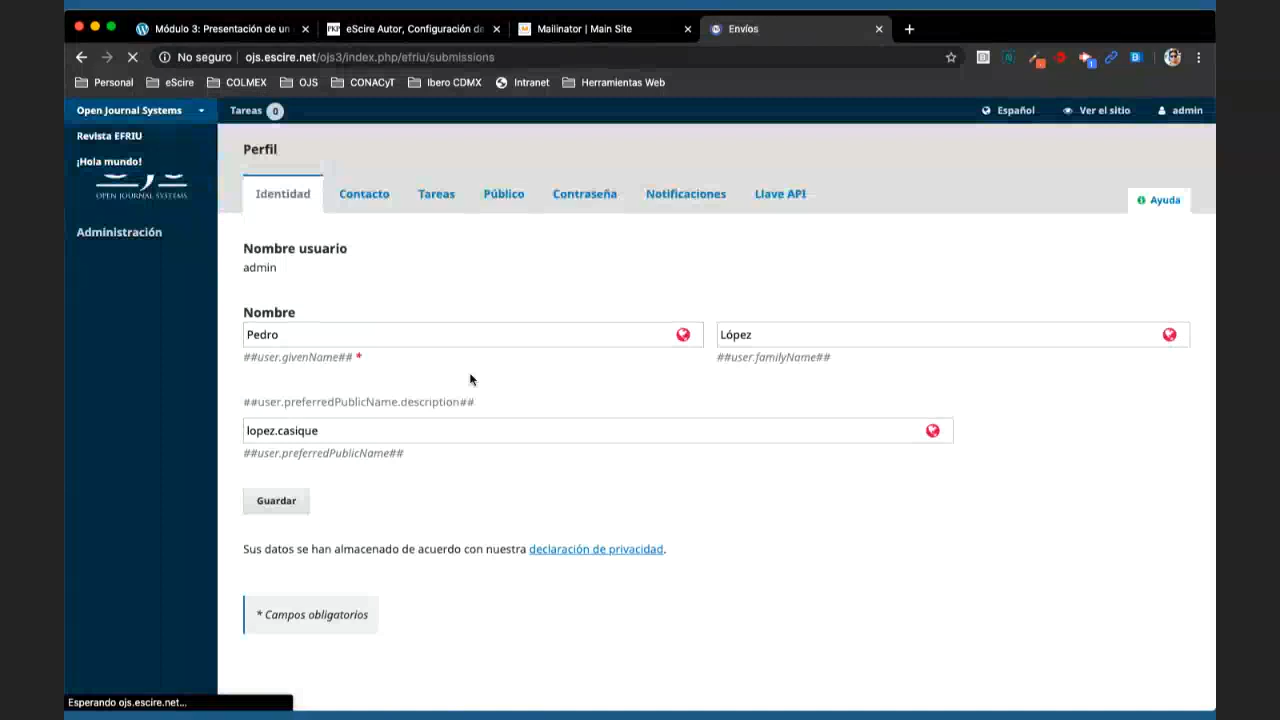 Módulo 3: Presentación de un
eScire Autor, Configuración de
Mailinator | Main Site
Envíos
No seguro | ojs.escire.net/ojs3/index.php/efriu/submissions
Personal eScire COLMEX OJS CONACyT Ibero CDMX Intranet Herramientas Web
Open Journal Systems Tareas 0 Español Ver el sitio admin
Revista EFRIU
¡Hola mundo!
OPEN JOURNAL SYSTEMS
Administración
Perfil
Identidad Contacto Tareas Público Contraseña Notificaciones Llave API
Ayuda
Nombre usuario
admin
Nombre
Pedro López
##user.givenName## * ##user.familyName##
##user.preferredPublicName.description##
lopez.casique
##user.preferredPublicName##
Guardar
Sus datos se han almacenado de acuerdo con nuestra declaración de privacidad.
* Campos obligatorios
Esperando ojs.escire.net...